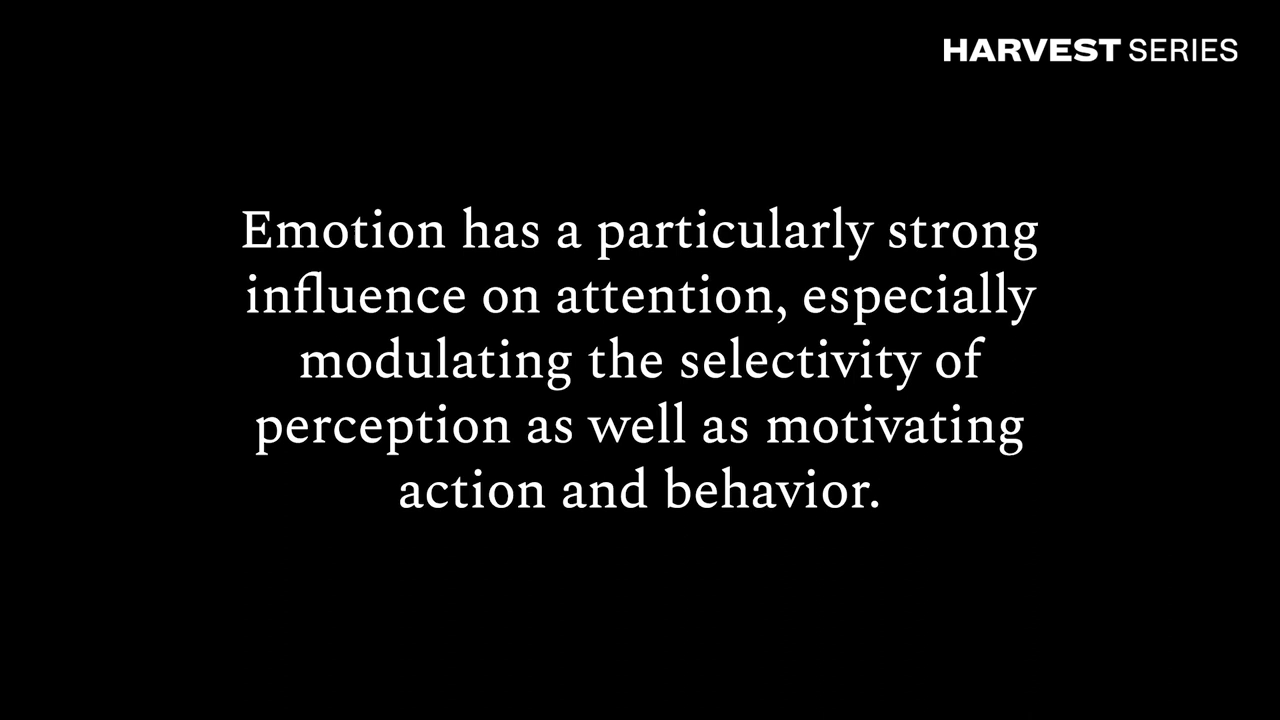 HARVEST SERIES
Emotion has a particularly strong
influence on attention, especially
modulating the selectivity of
perception as well as motivating
action and behavior.